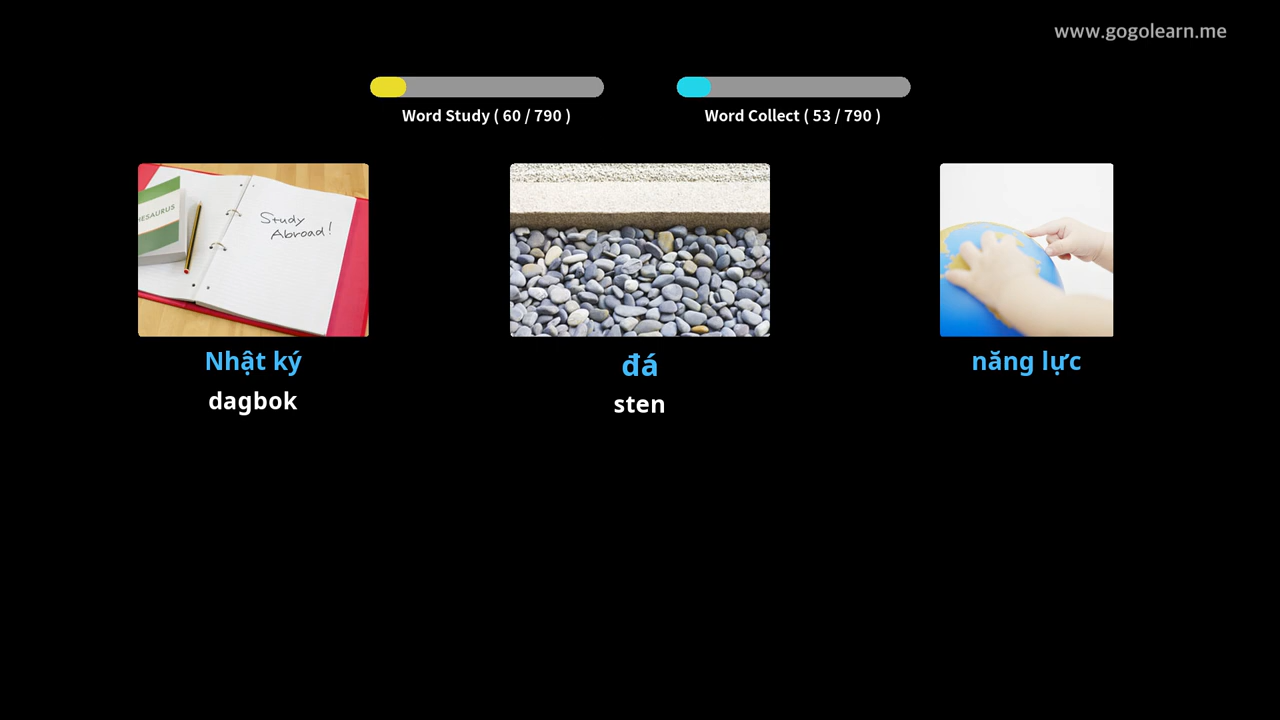 www.gogolearn.me
Word Study ( 60 / 790 )
Word Collect ( 53 / 790 )
HESAURUS
Study
Abroad!
Nhật ký
đá
năng lực
dagbok
sten